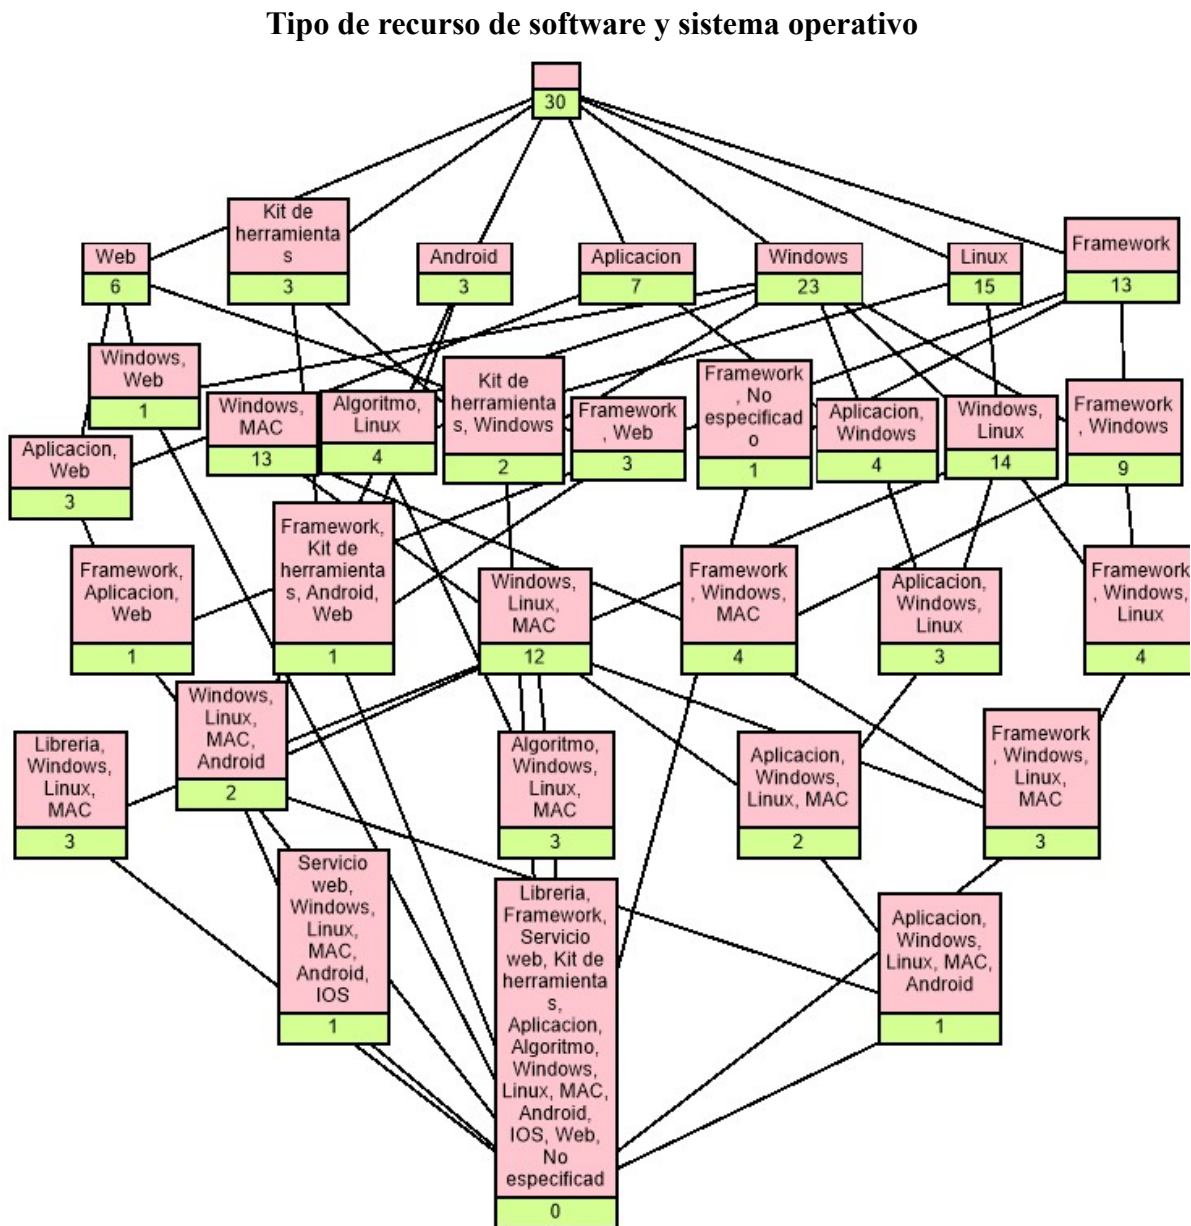 Tipo de recurso de software y sistema operativo
30
Kit de
herramienta
s
3
Web
6
Android
3
Aplicacion
7
Windows
23
Linux
15
Framework
13
Windows,
Web
1
Windows,
MAC
13
Algoritmo,
Linux
4
Kit de
herramienta
s, Windows
2
Framework
, Web
3
Framework
, No
especificad
o
1
Aplicacion,
Windows
4
Windows,
Linux
14
Framework
, Windows
9
Aplicacion,
Web
3
Framework,
Aplicacion,
Web
1
Framework,
Kit de
herramienta
s, Android,
Web
1
Windows,
Linux,
MAC
12
Framework
, Windows,
MAC
4
Aplicacion,
Windows,
Linux
3
Framework
, Windows,
Linux
4
Libreria,
Windows,
Linux,
MAC
3
Windows,
Linux,
MAC,
Android
2
Algoritmo,
Windows,
Linux,
MAC
3
Aplicacion,
Windows,
Linux, MAC
2
Framework
, Windows,
Linux,
MAC
3
Servicio
web,
Windows,
Linux,
MAC,
Android,
IOS
1
Libreria,
Framework,
Servicio
web, Kit de
herramienta
s,
Aplicacion,
Algoritmo,
Windows,
Linux, MAC,
Android,
IOS, Web,
No
especificad
0
Aplicacion,
Windows,
Linux, MAC,
Android
1